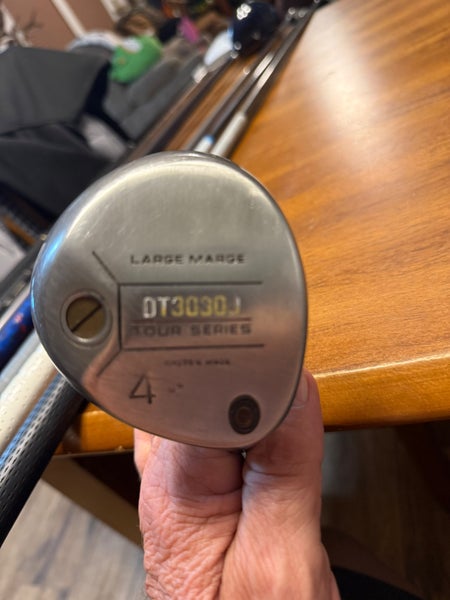 LARGE MARGE
DT3030J
TOUR SERIES
4